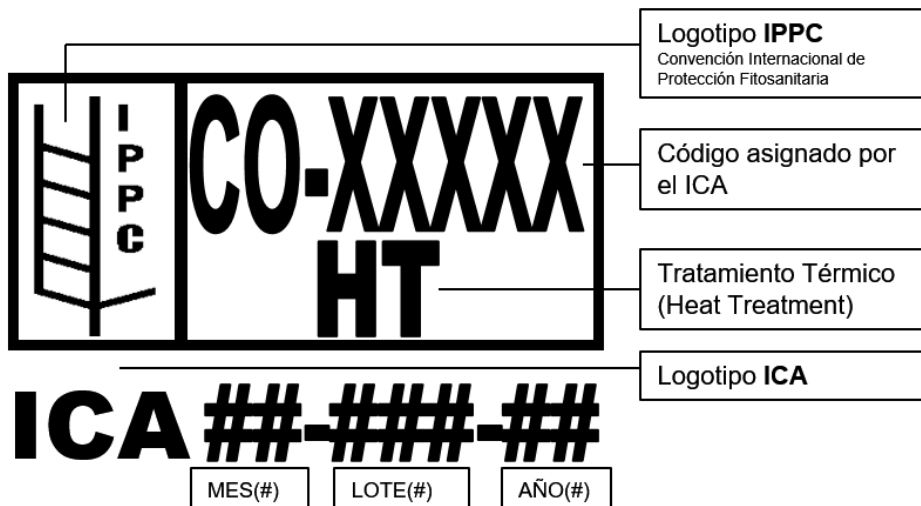 Logotipo IPPC
Convención Internacional de
Protección Fitosanitaria
IPPC
CO-XXXXX
HT
Código asignado por
el ICA
Tratamiento Térmico
(Heat Treatment)
Logotipo ICA
ICA ##-###-##
MES(#) LOTE(#) AÑO(#)